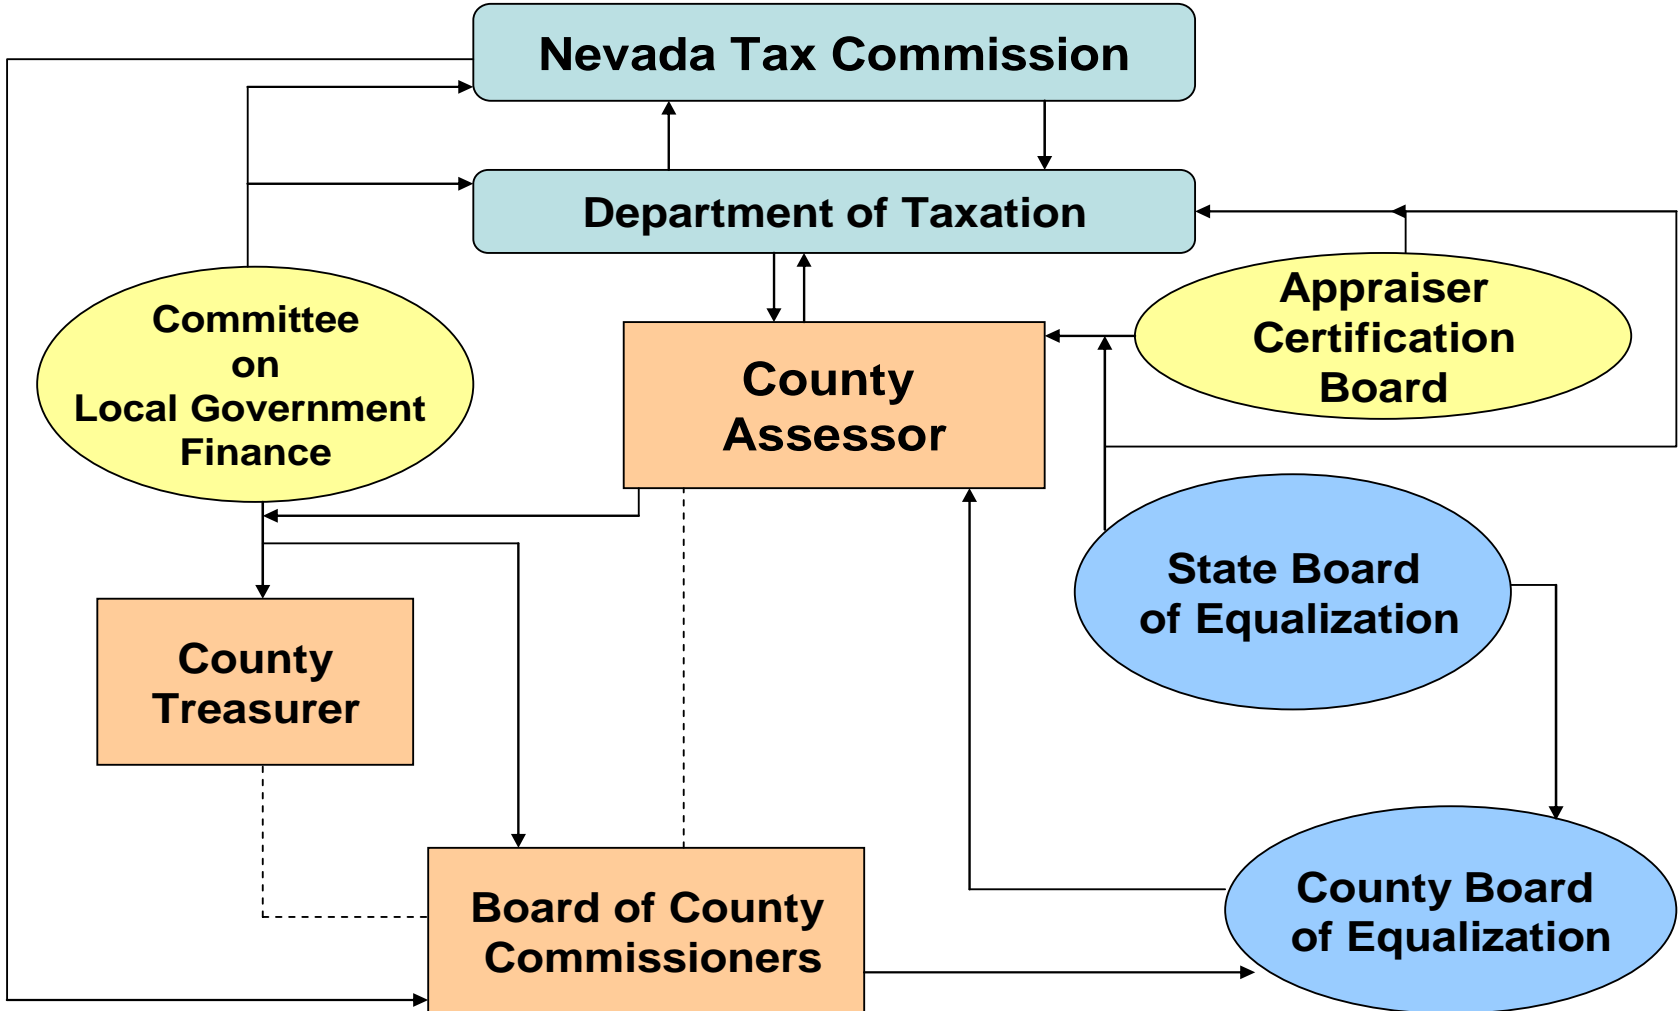 Nevada Tax Commission
Department of Taxation
Committee
on
Local Government
Finance
Appraiser
Certification
Board
County
Assessor
State Board
of Equalization
County
Treasurer
Board of County
Commissioners
County Board
of Equalization